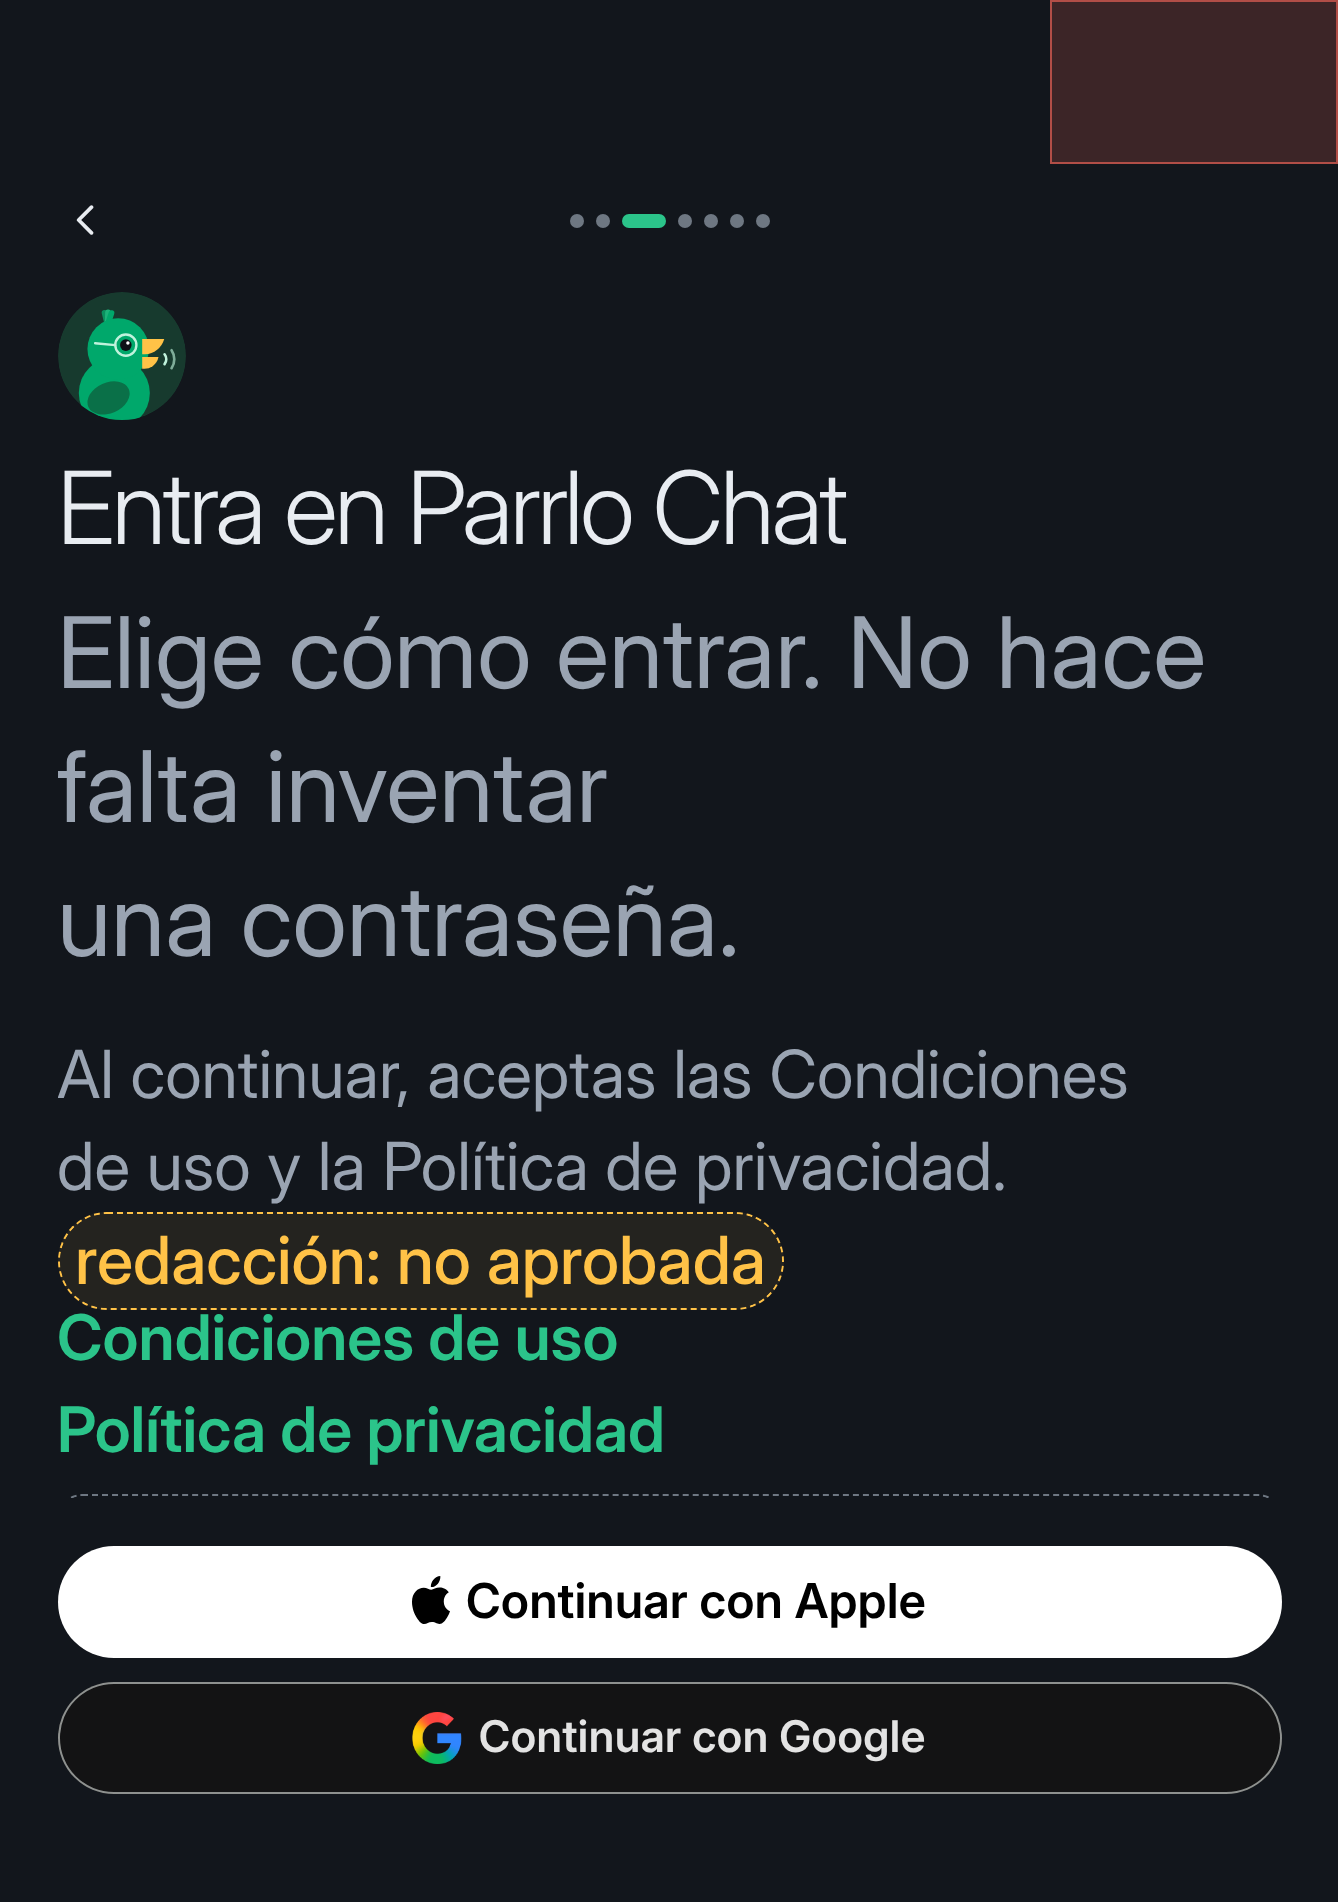 Entra en Parrlo Chat
Elige cómo entrar. No hace
falta inventar
una contraseña.
Al continuar, aceptas las Condiciones
de uso y la Política de privacidad.
redacción: no aprobada
Condiciones de uso
Política de privacidad
Continuar con Apple
Continuar con Google